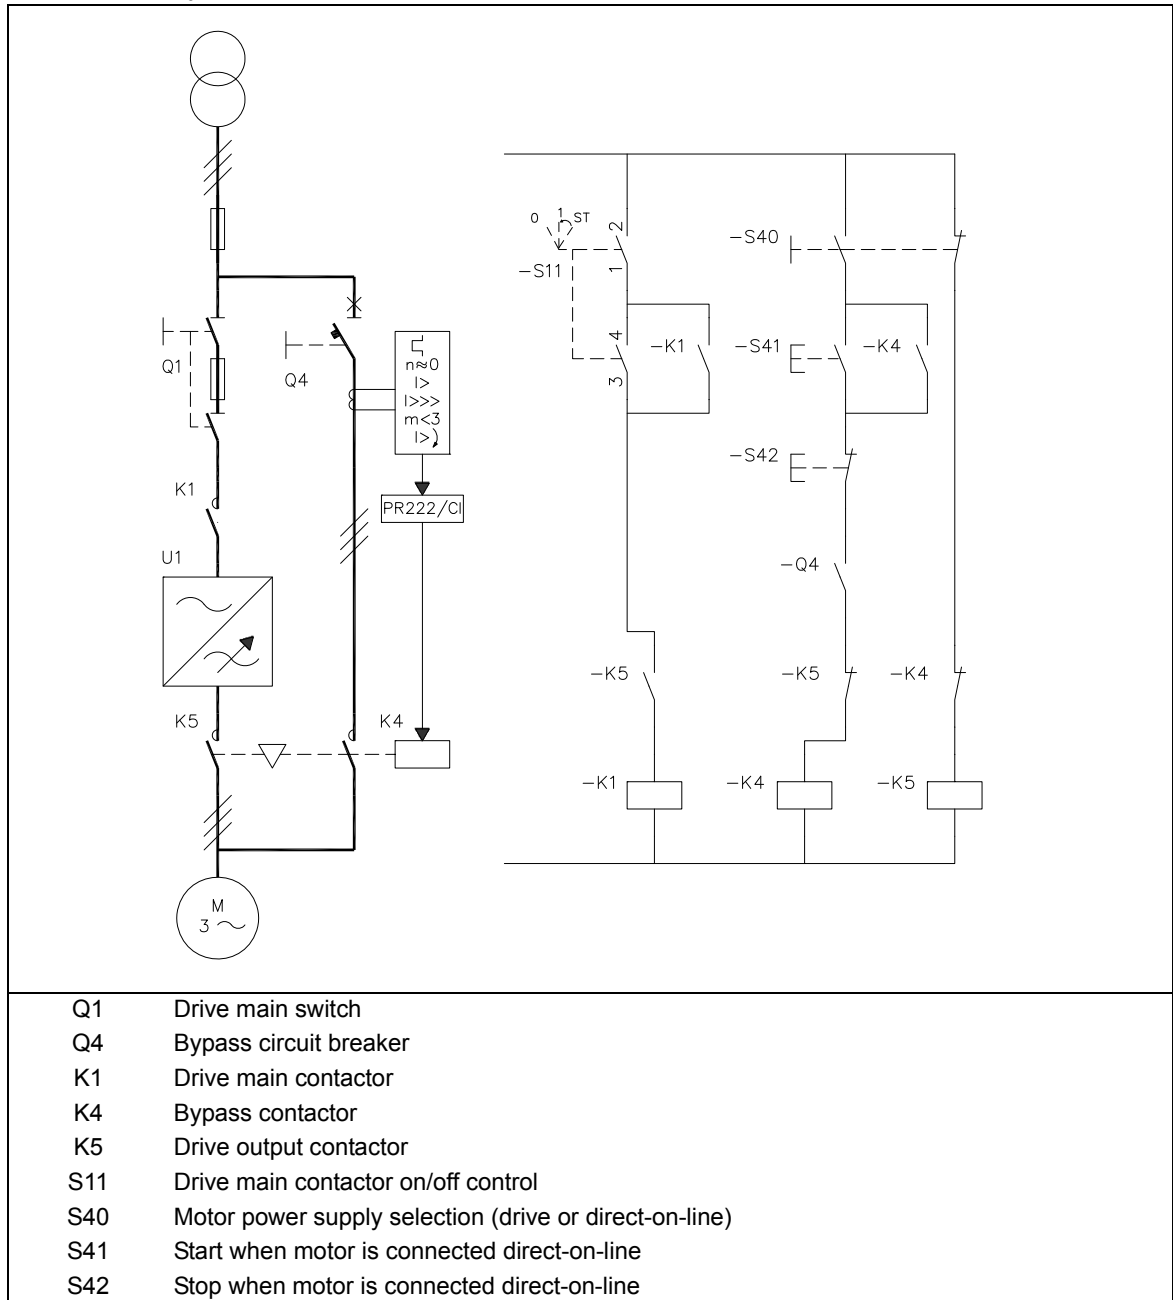 0
1
ST
2
-S11
1
4
3
-K1
-S40
-S41
-K4
-S42
-Q4
-K5
-K5
-K4
-K1
-K4
-K5
Q1
Q4
n≈0
I>
I>>>
m<3
I>
K1
PR222/CI
U1
K5
K4
M
3 ~
Q1 Drive main switch
Q4 Bypass circuit breaker
K1 Drive main contactor
K4 Bypass contactor
K5 Drive output contactor
S11 Drive main contactor on/off control
S40 Motor power supply selection (drive or direct-on-line)
S41 Start when motor is connected direct-on-line
S42 Stop when motor is connected direct-on-line